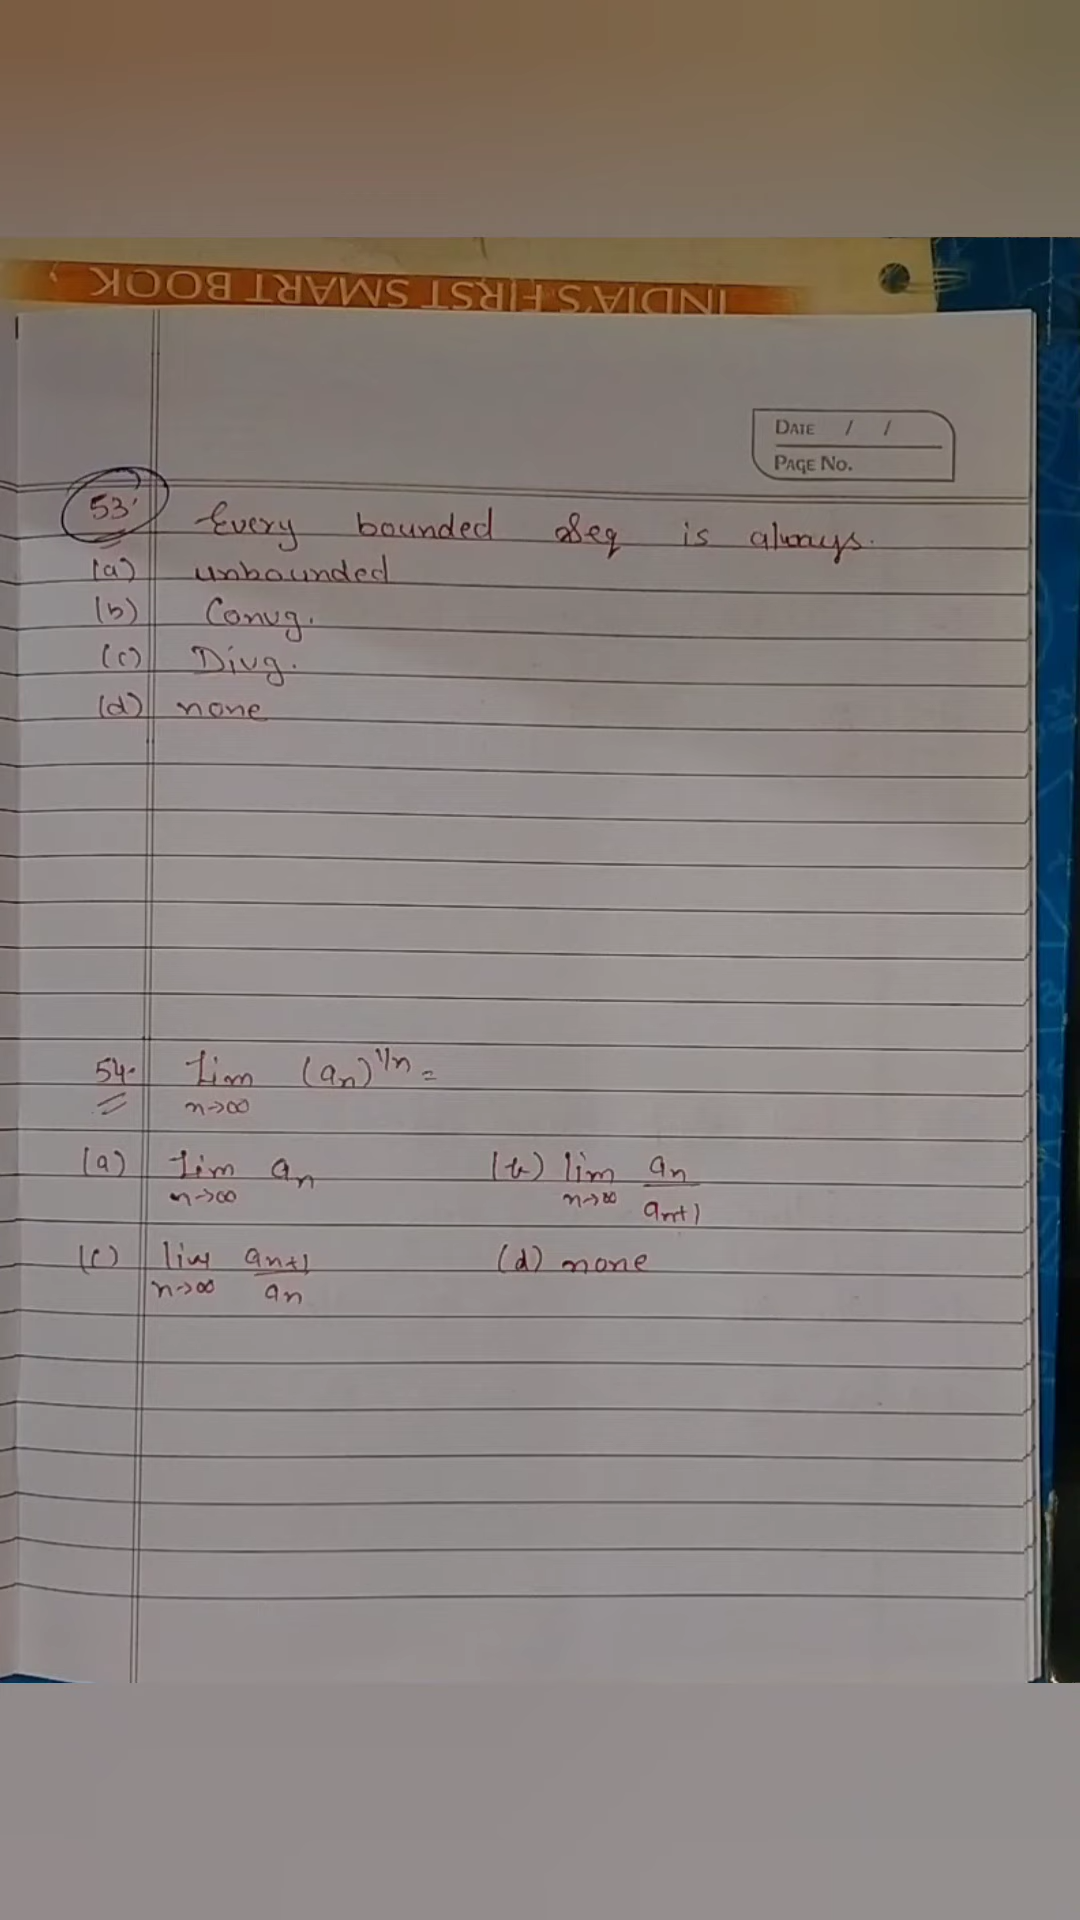 INDIA'S FIRST SMART BOOK
DATE / /
PAGE NO.
53. Every bounded Seq is always.
(a) unbounded
(b) Convg.
(c) Divg.
(d) none
54. Lim (an)^1/n =
n→∞
(a) Lim an (b) lim an
n→∞ n→∞ an+1
(c) lim an+1 (d) none
n→∞ an